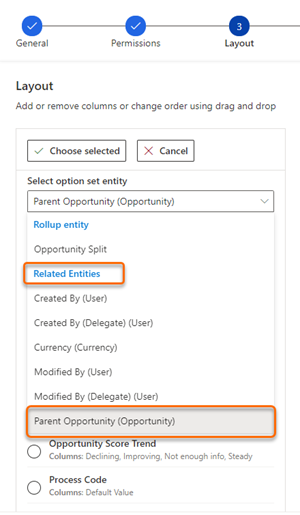 3
General
Permissions
Layout
Layout
Add or remove columns or change order using drag and drop
Choose selected
Cancel
Select option set entity
Parent Opportunity (Opportunity)
Rollup entity
Opportunity Split
Related Entities
Created By (User)
Created By (Delegate) (User)
Currency (Currency)
Modified By (User)
Modified By (Delegate) (User)
Parent Opportunity (Opportunity)
Opportunity Score Trend
Columns: Declining, Improving, Not enough info, Steady
Process Code
Columns: Default Value